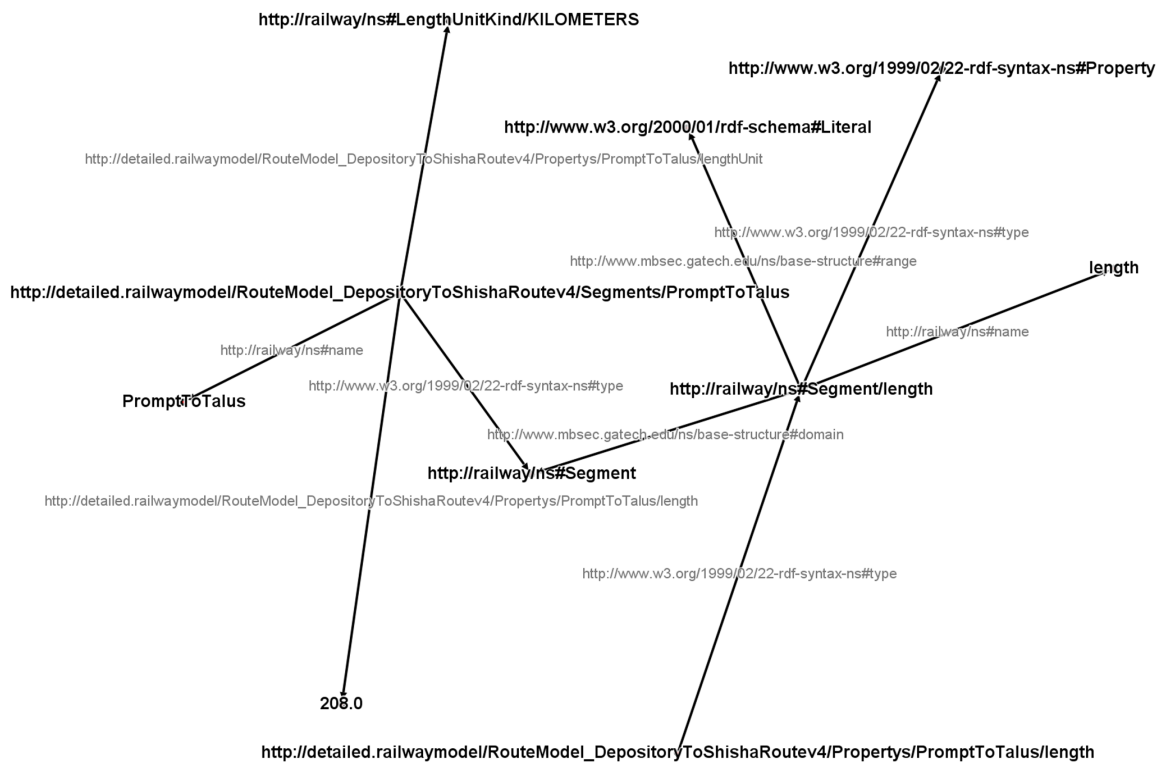 http://railway/ns#LengthUnitKind/KILOMETERS
http://www.w3.org/1999/02/22-rdf-syntax-ns#Property
http://www.w3.org/2000/01/rdf-schema#Literal
http://detailed.railwaymodel/RouteModel_DepositoryToShishaRoutev4/Propertys/PromptToTalus/lengthUnit
http://www.w3.org/1999/02/22-rdf-syntax-ns#type
http://www.mbsec.gatech.edu/ns/base-structure#range
length
http://detailed.railwaymodel/RouteModel_DepositoryToShishaRoutev4/Segments/PromptToTalus
http://railway/ns#name
http://railway/ns#name
http://www.w3.org/1999/02/22-rdf-syntax-ns#type
http://railway/ns#Segment/length
PromptToTalus
http://www.mbsec.gatech.edu/ns/base-structure#domain
http://railway/ns#Segment
http://detailed.railwaymodel/RouteModel_DepositoryToShishaRoutev4/Propertys/PromptToTalus/length
http://www.w3.org/1999/02/22-rdf-syntax-ns#type
208.0
http://detailed.railwaymodel/RouteModel_DepositoryToShishaRoutev4/Propertys/PromptToTalus/length